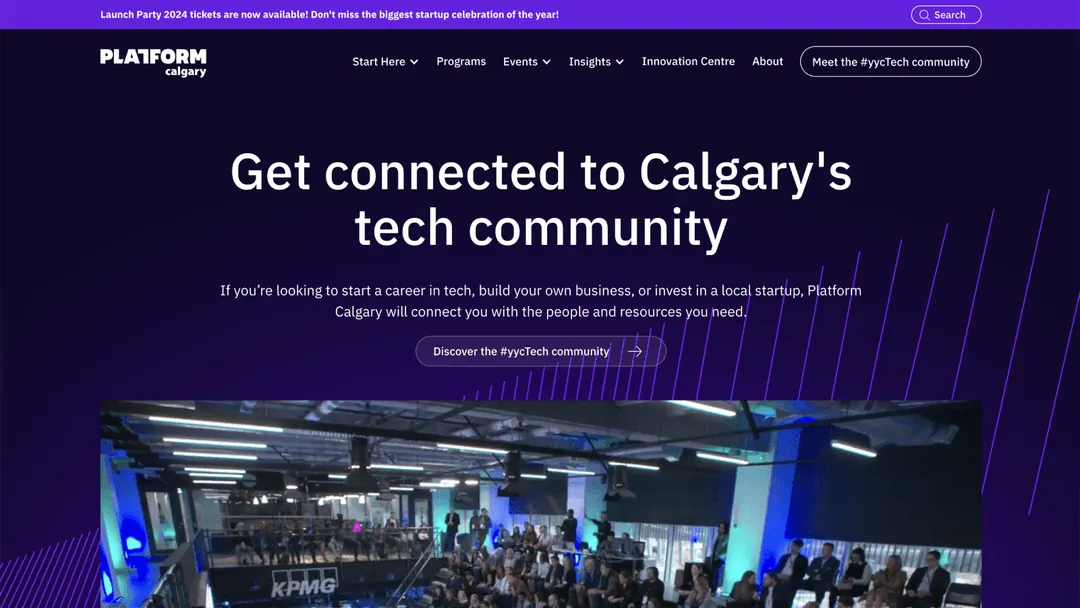 Launch Party 2024 tickets are now available! Don't miss the biggest startup celebration of the year!
Search
PLATFORM
calgary
Start Here
Programs
Events
Insights
Innovation Centre
About
Meet the #yycTech community
Get connected to Calgary's
tech community
If you’re looking to start a career in tech, build your own business, or invest in a local startup, Platform
Calgary will connect you with the people and resources you need.
Discover the #yycTech community
KPMG